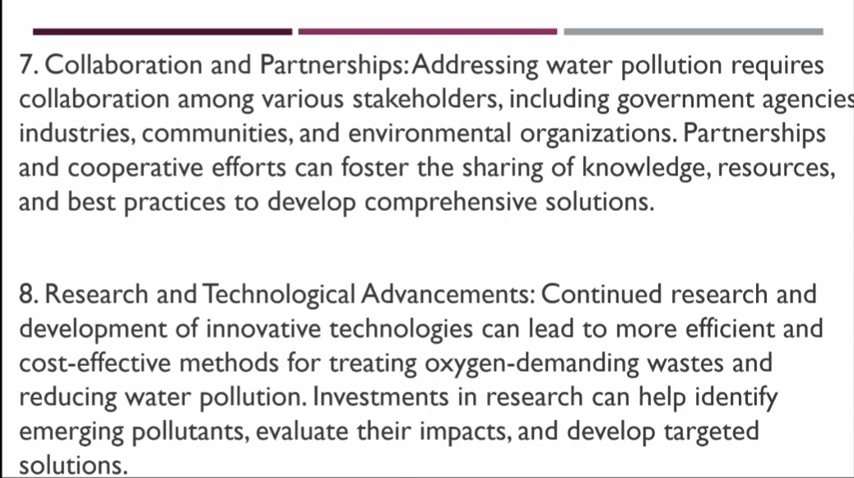 7. Collaboration and Partnerships: Addressing water pollution requires
collaboration among various stakeholders, including government agencies
industries, communities, and environmental organizations. Partnerships
and cooperative efforts can foster the sharing of knowledge, resources,
and best practices to develop comprehensive solutions.
8. Research and Technological Advancements: Continued research and
development of innovative technologies can lead to more efficient and
cost-effective methods for treating oxygen-demanding wastes and
reducing water pollution. Investments in research can help identify
emerging pollutants, evaluate their impacts, and develop targeted
solutions.